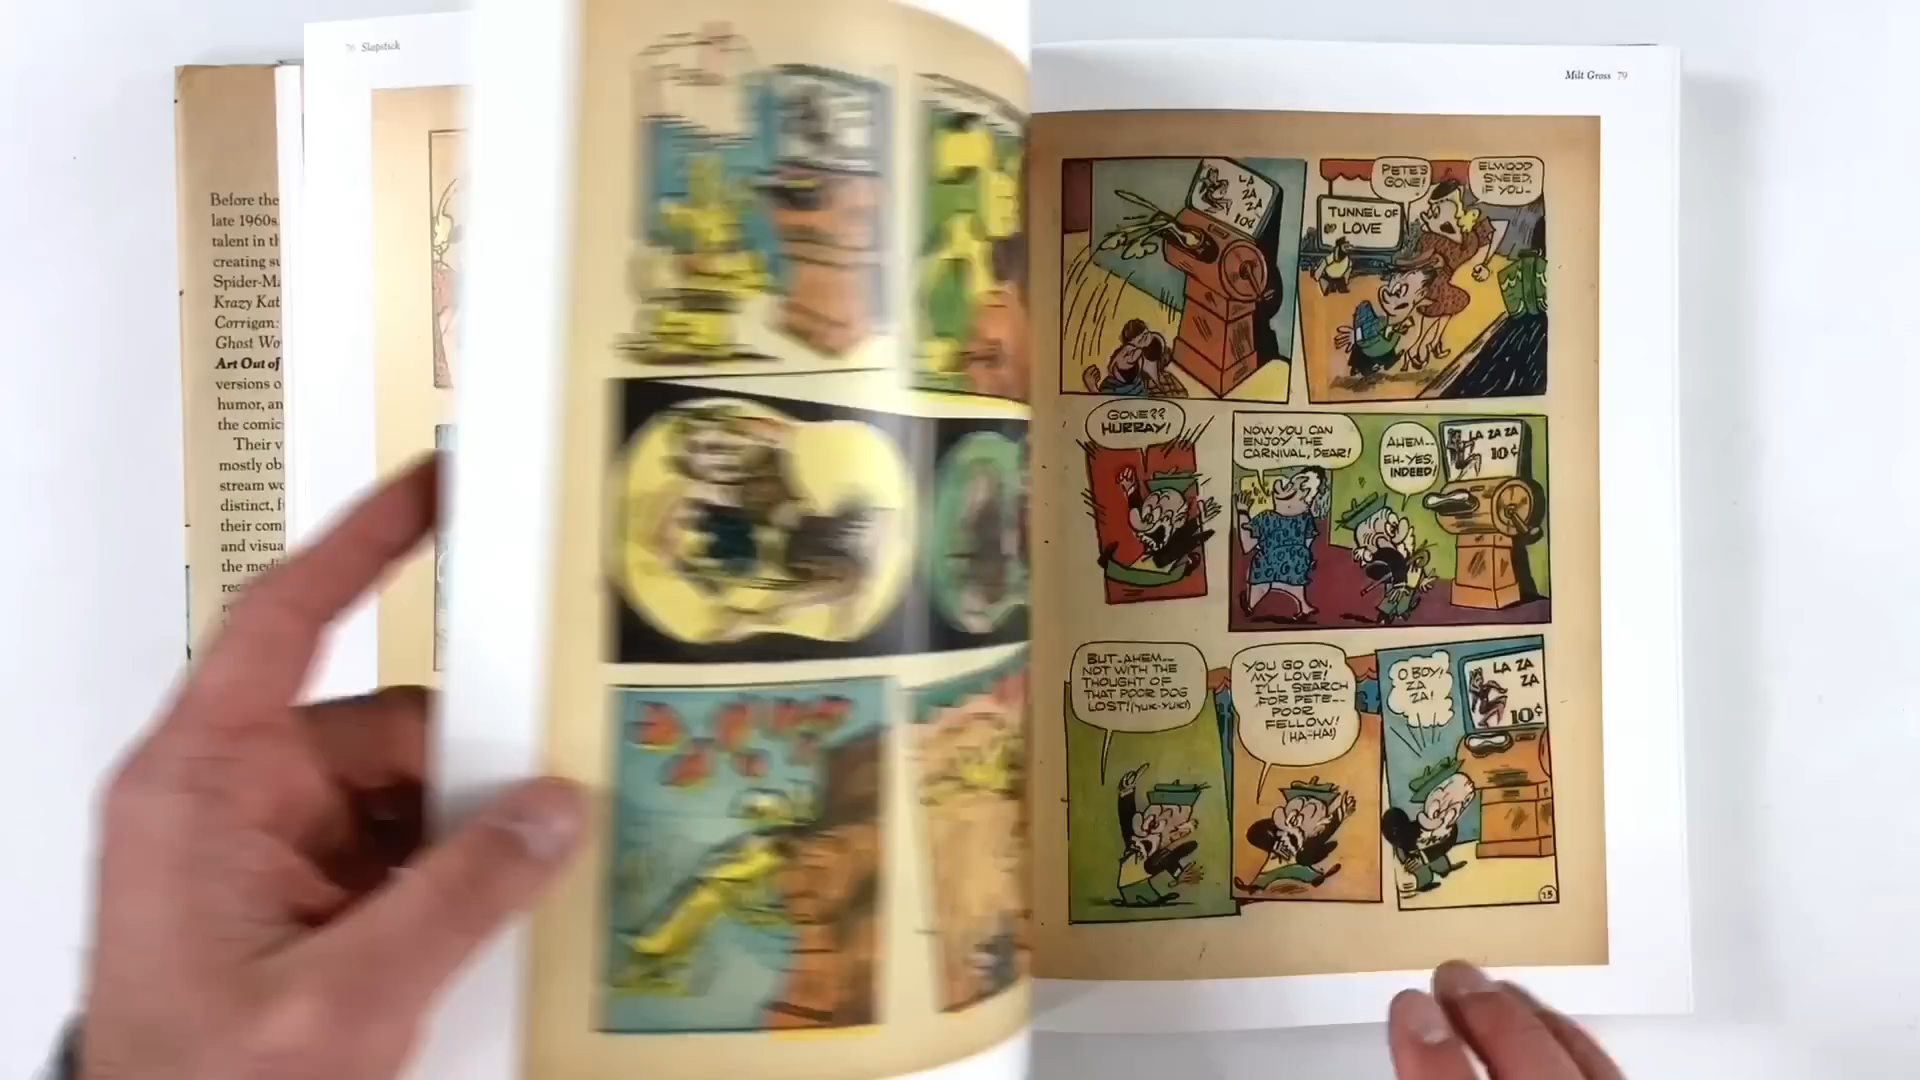 76 Slapstick
Before the
late 1960s,
talent in th
creating su
Spider-Ma
Krazy Kat
Corrigan:
Ghost Wo
Art Out of
versions o
humor, an
the comic
Their v
mostly ob
stream wo
distinct, f
their com
and visua
the medi
Milt Gross 79
LA
ZA
ZA
10¢
PETE'S
GONE!
ELWOOD
SNEED,
IF YOU-
TUNNEL OF
LOVE
GONE??
HURRAY!
NOW YOU CAN
ENJOY THE
CARNIVAL, DEAR!
AHEM--
EH-YES,
INDEED!
LA ZA ZA
10¢
BUT-AHEM--
NOT WITH THE
THOUGHT OF
THAT POOR DOG
LOST! (YUK-YUK!)
YOU GO ON,
MY LOVE!
I'LL SEARCH
FOR PETE--
POOR
FELLOW!
(HA-HA!)
O BOY!
ZA
ZA!
LA ZA
ZA
10¢